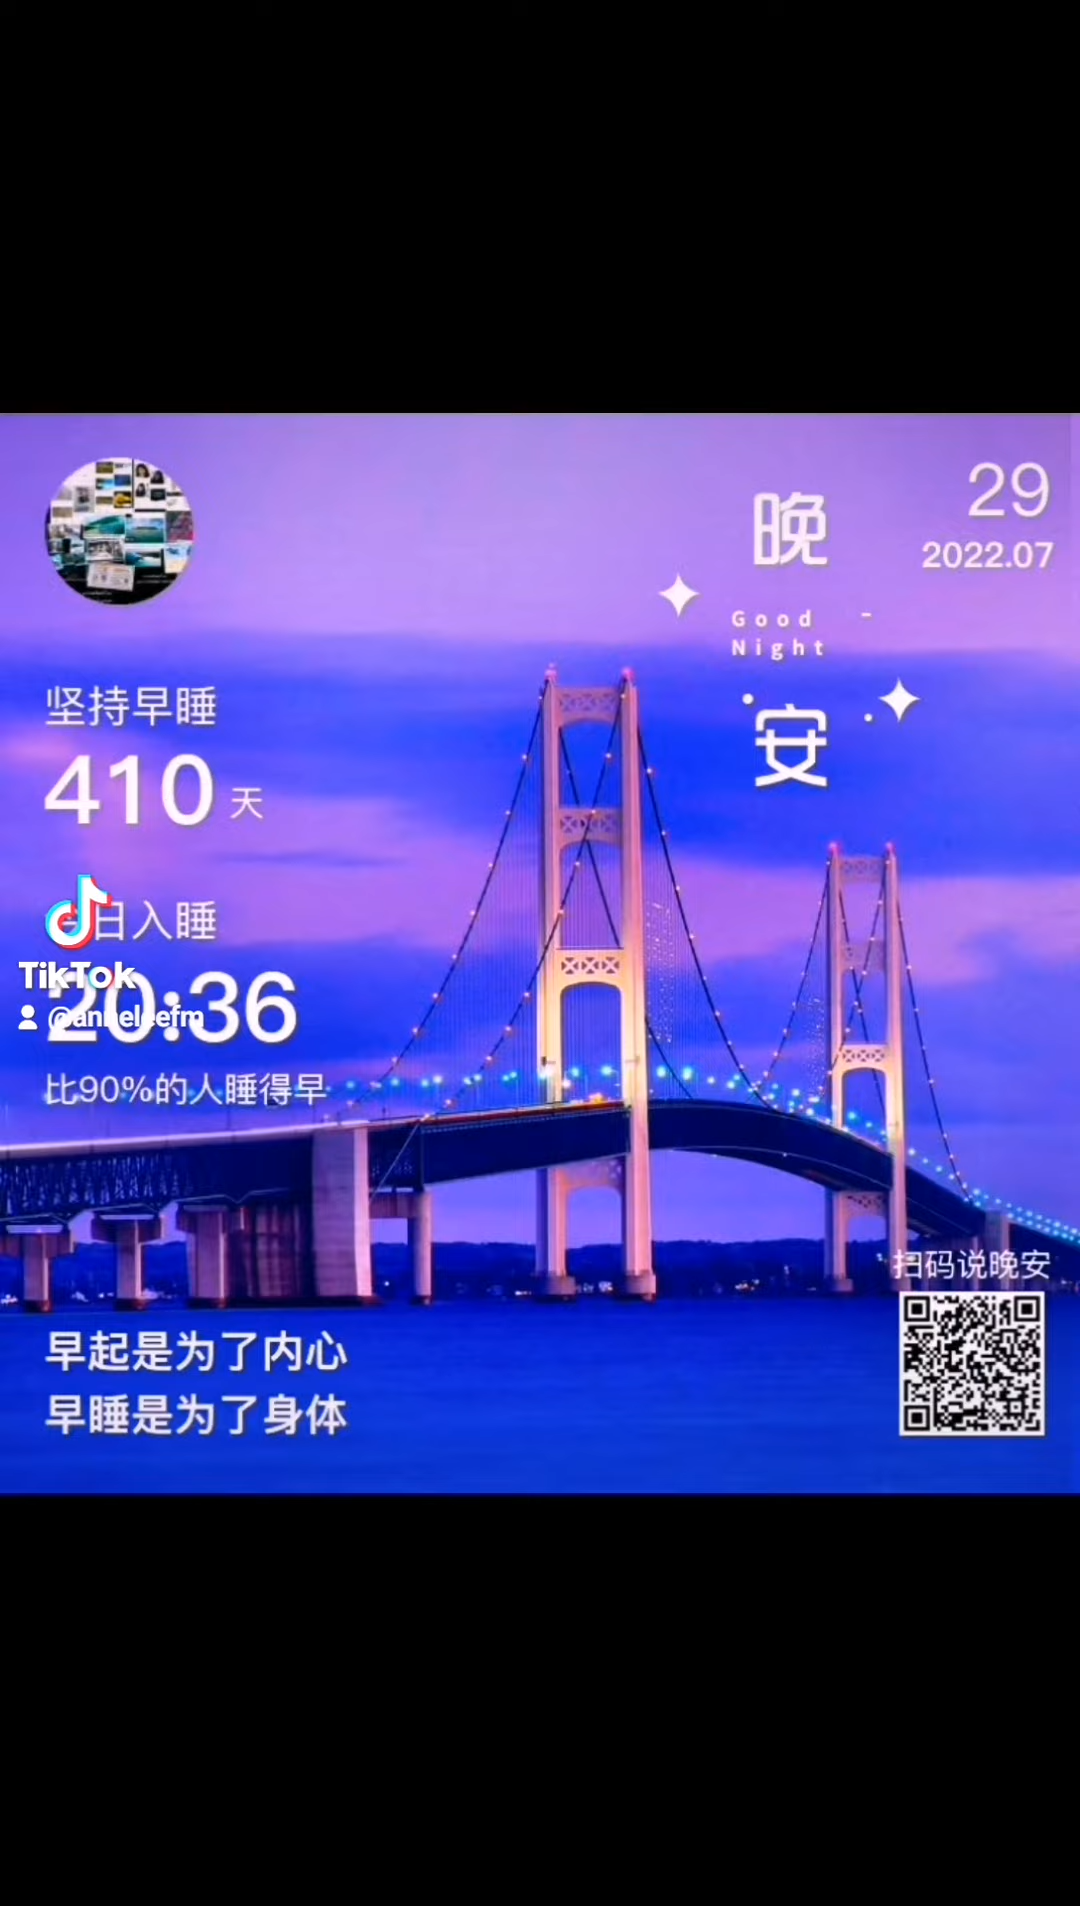 29
2022.07
晚
Good
Night
安
坚持早睡
410 天
日入睡
TikTok
20:36
@anneleefm
比90%的人睡得早
扫码说晚安
早起是为了内心
早睡是为了身体